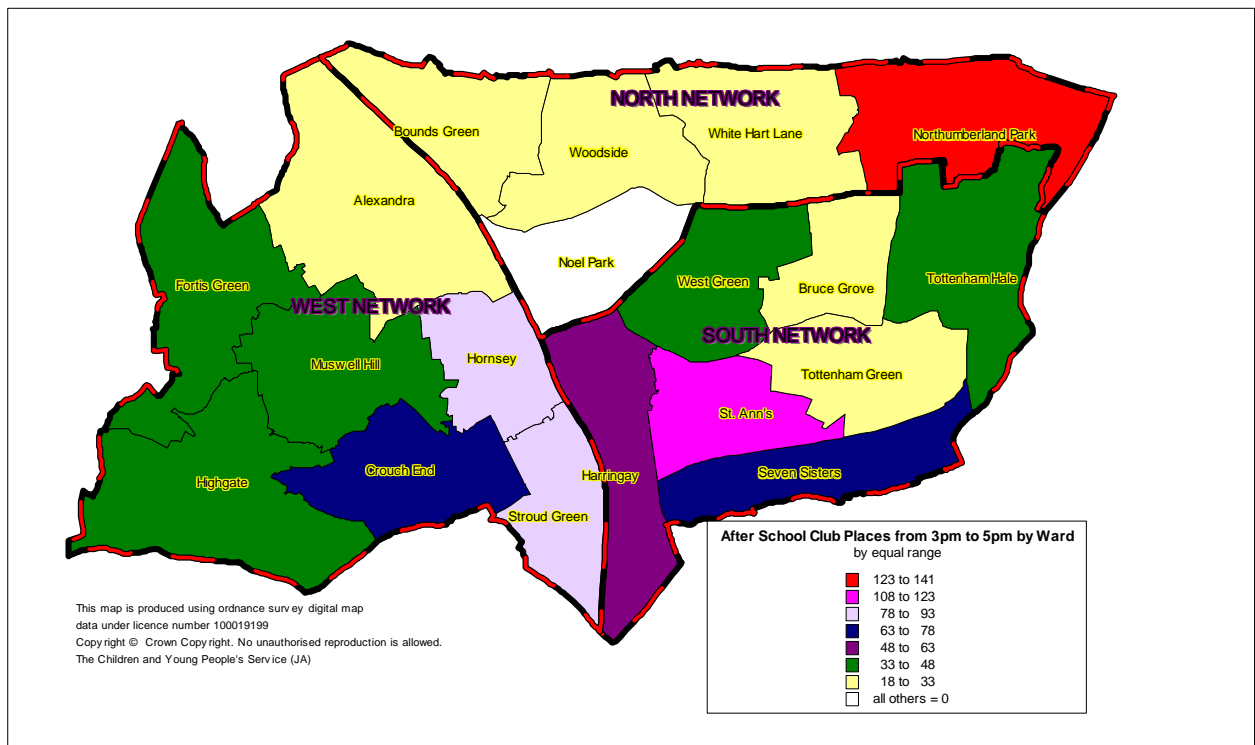 NORTH NETWORK
Bounds Green
Woodside
White Hart Lane
Northumberland Park
Alexandra
Noel Park
Fortis Green
West Green
Bruce Grove
Tottenham Hale
WEST NETWORK
SOUTH NETWORK
Muswell Hill
Hornsey
Tottenham Green
St. Ann's
Crouch End
Seven Sisters
Highgate
Harringay
Stroud Green
After School Club Places from 3pm to 5pm by Ward
by equal range
123 to 141
108 to 123
78 to 93
63 to 78
48 to 63
33 to 48
18 to 33
all others = 0
This map is produced using ordnance survey digital map
data under licence number 100019199
Copyright © Crown Copyright. No unauthorised reproduction is allowed.
The Children and Young People's Service (JA)